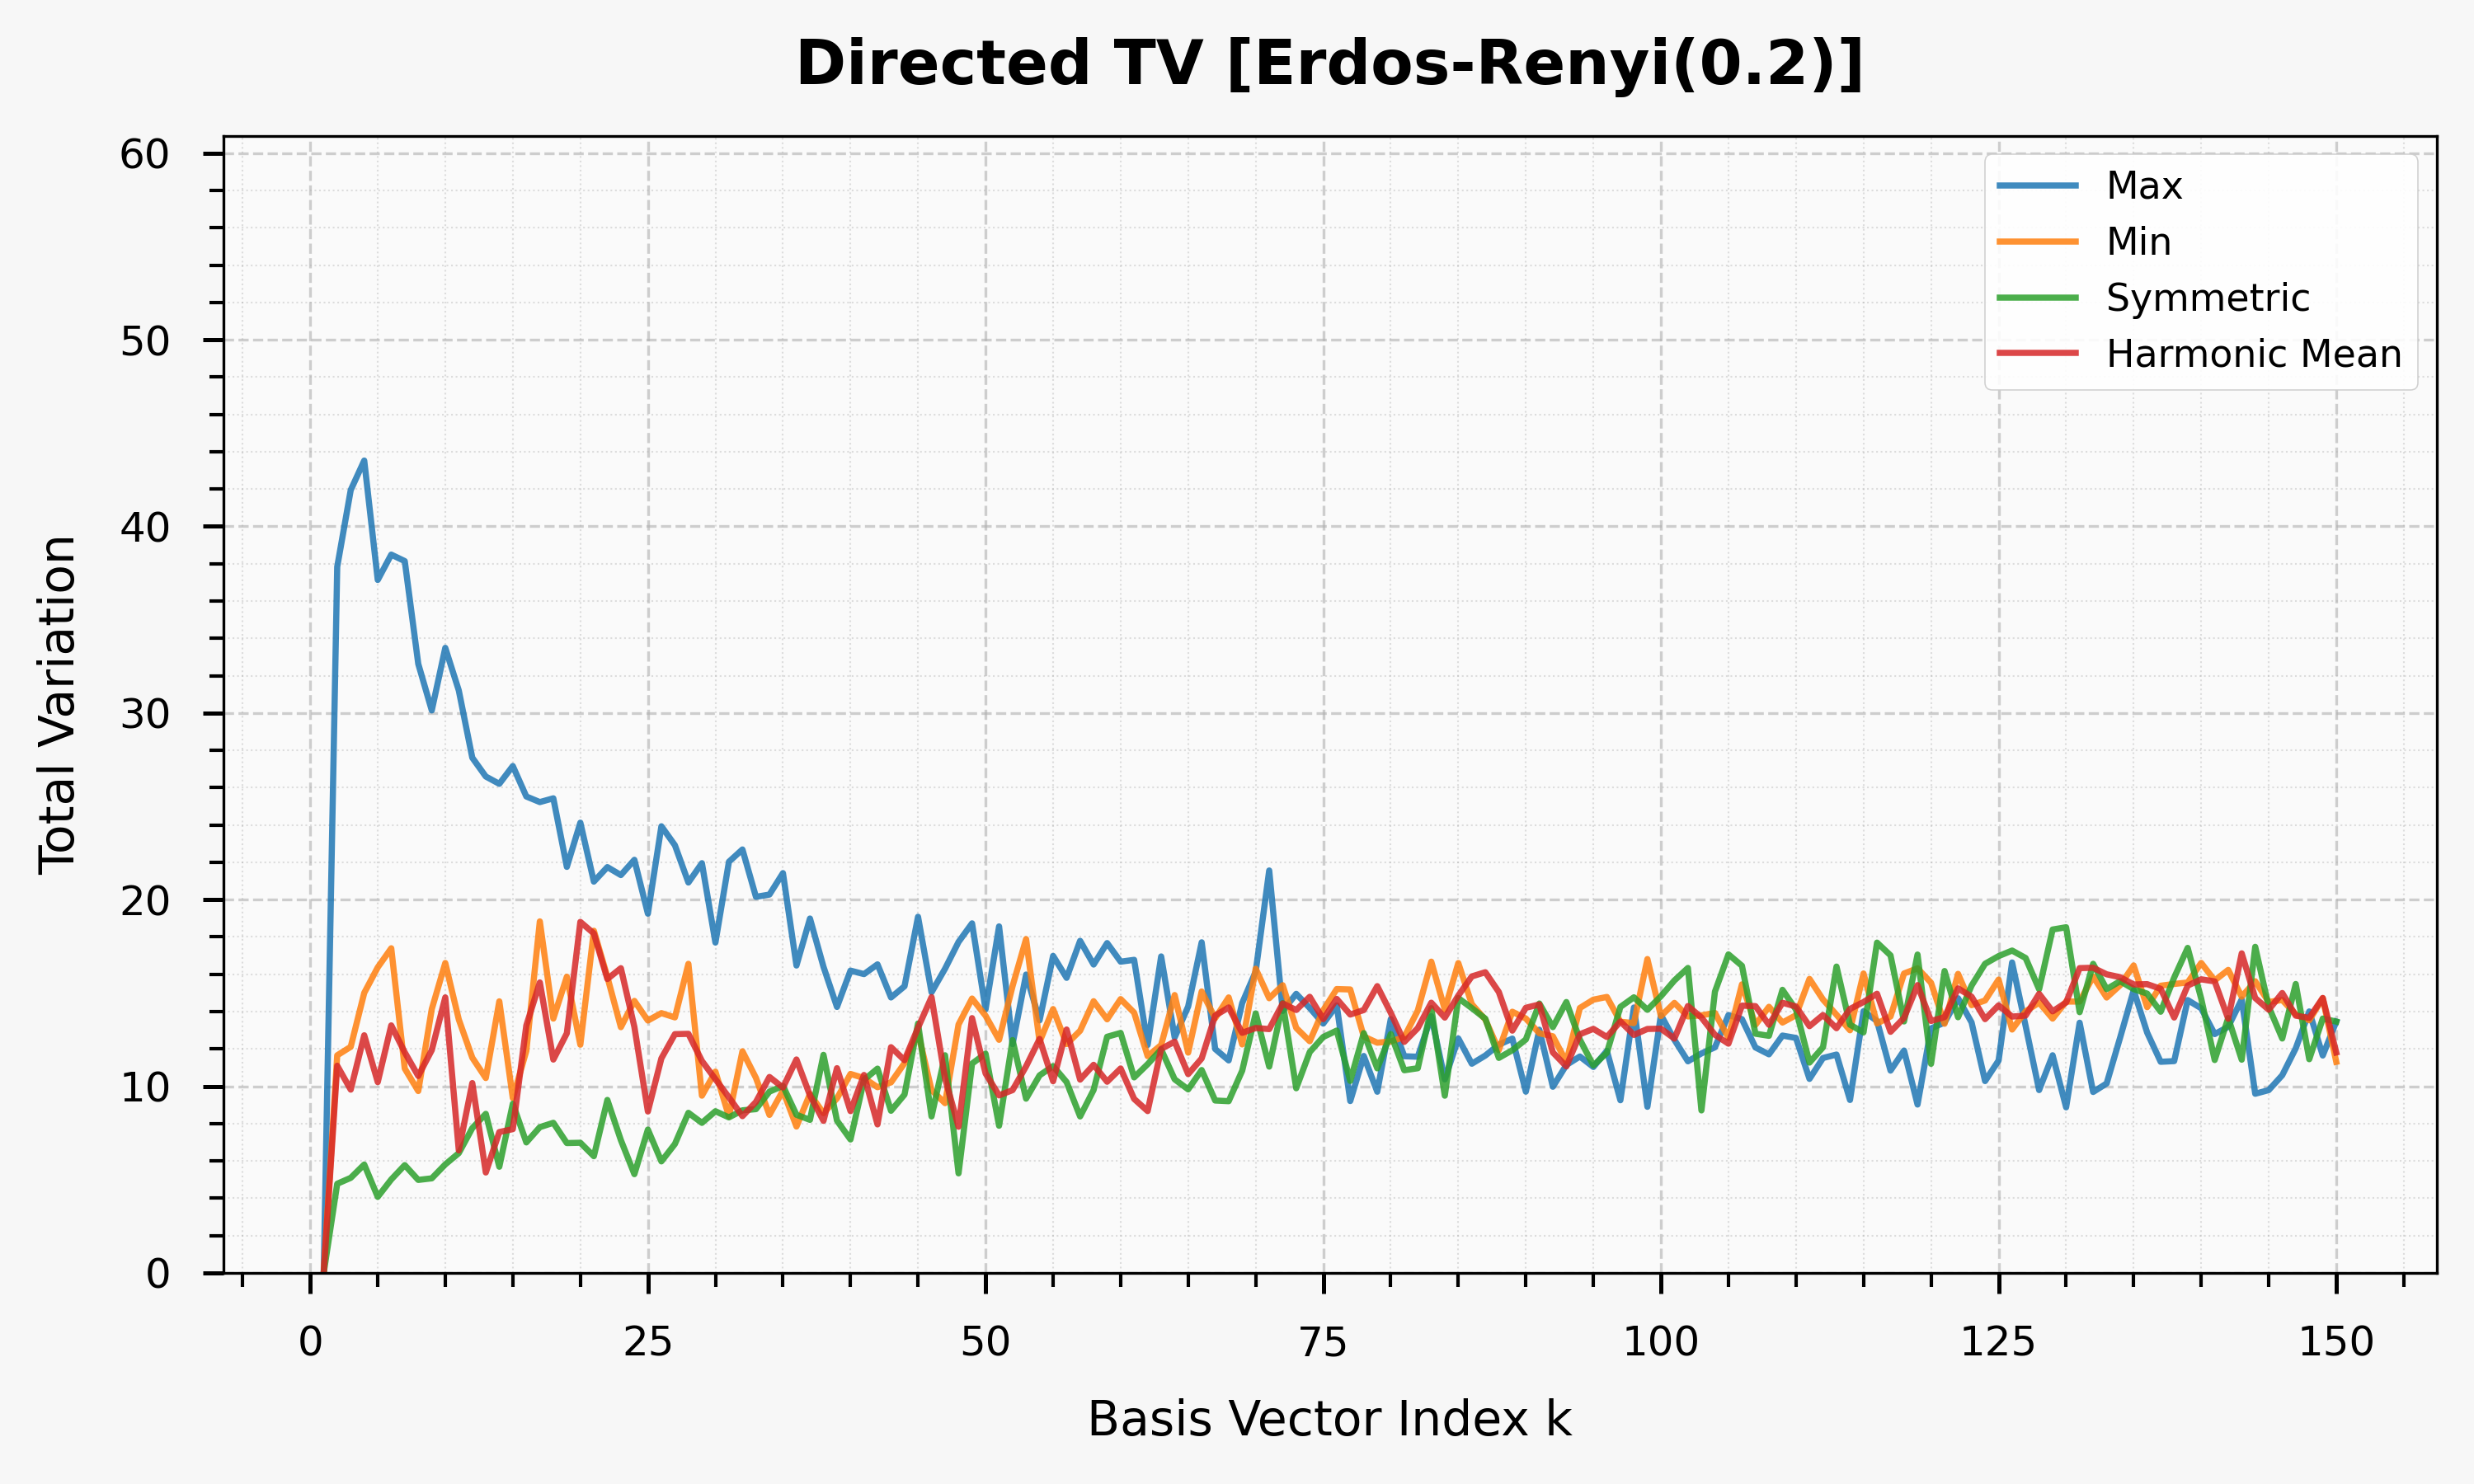 Directed TV [Erdos-Renyi(0.2)]
60
50
40
30
20
10
0
Total Variation
Max
Min
Symmetric
Harmonic Mean
0 25 50 75 100 125 150
Basis Vector Index k